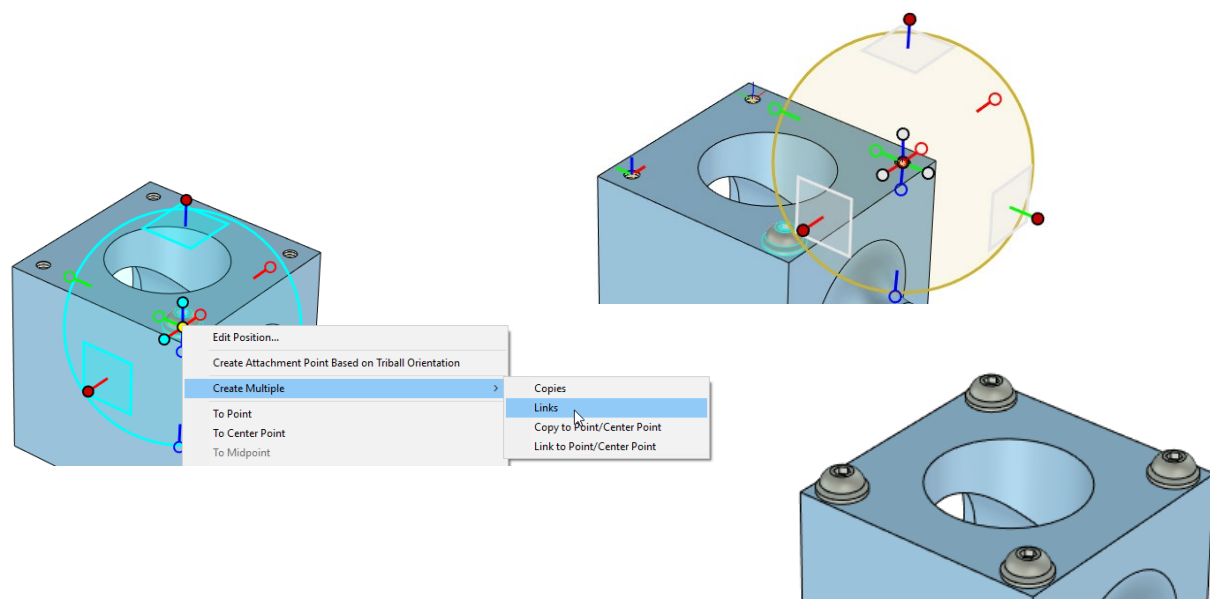 Edit Position...
Create Attachment Point Based on Triball Orientation
Create Multiple
To Point
To Center Point
To Midpoint
Copies
Links
Copy to Point/Center Point
Link to Point/Center Point